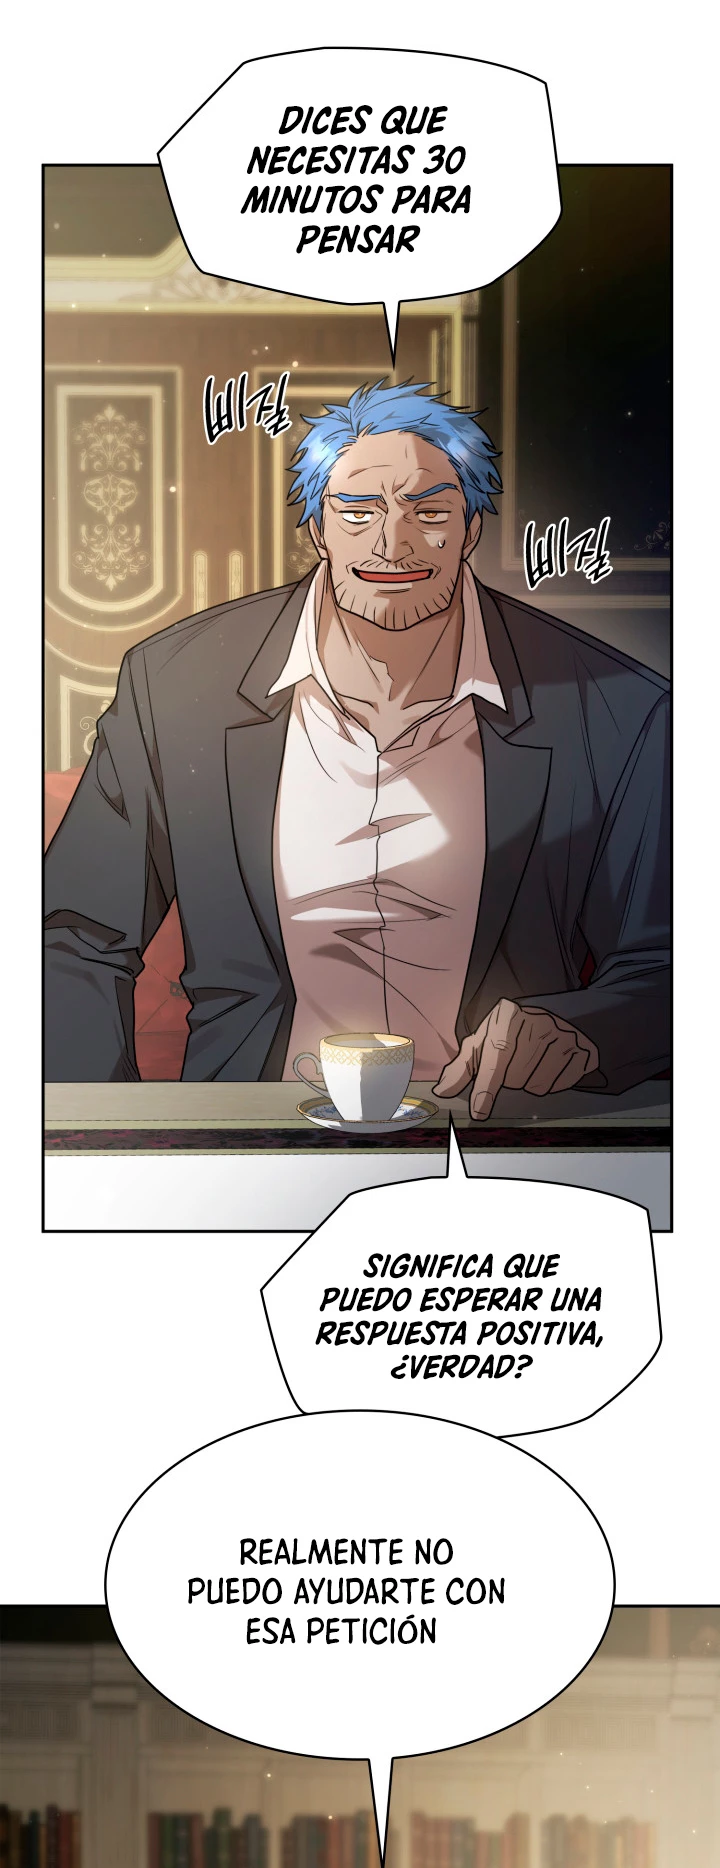 DICES QUE
NECESITAS 30
MINUTOS PARA
PENSAR
삐질
삐질
SIGNIFICA QUE
PUEDO ESPERAR UNA
RESPUESTA POSITIVA,
¿VERDAD?
REALMENTE NO
PUEDO AYUDARTE CON
ESA PETICIÓN